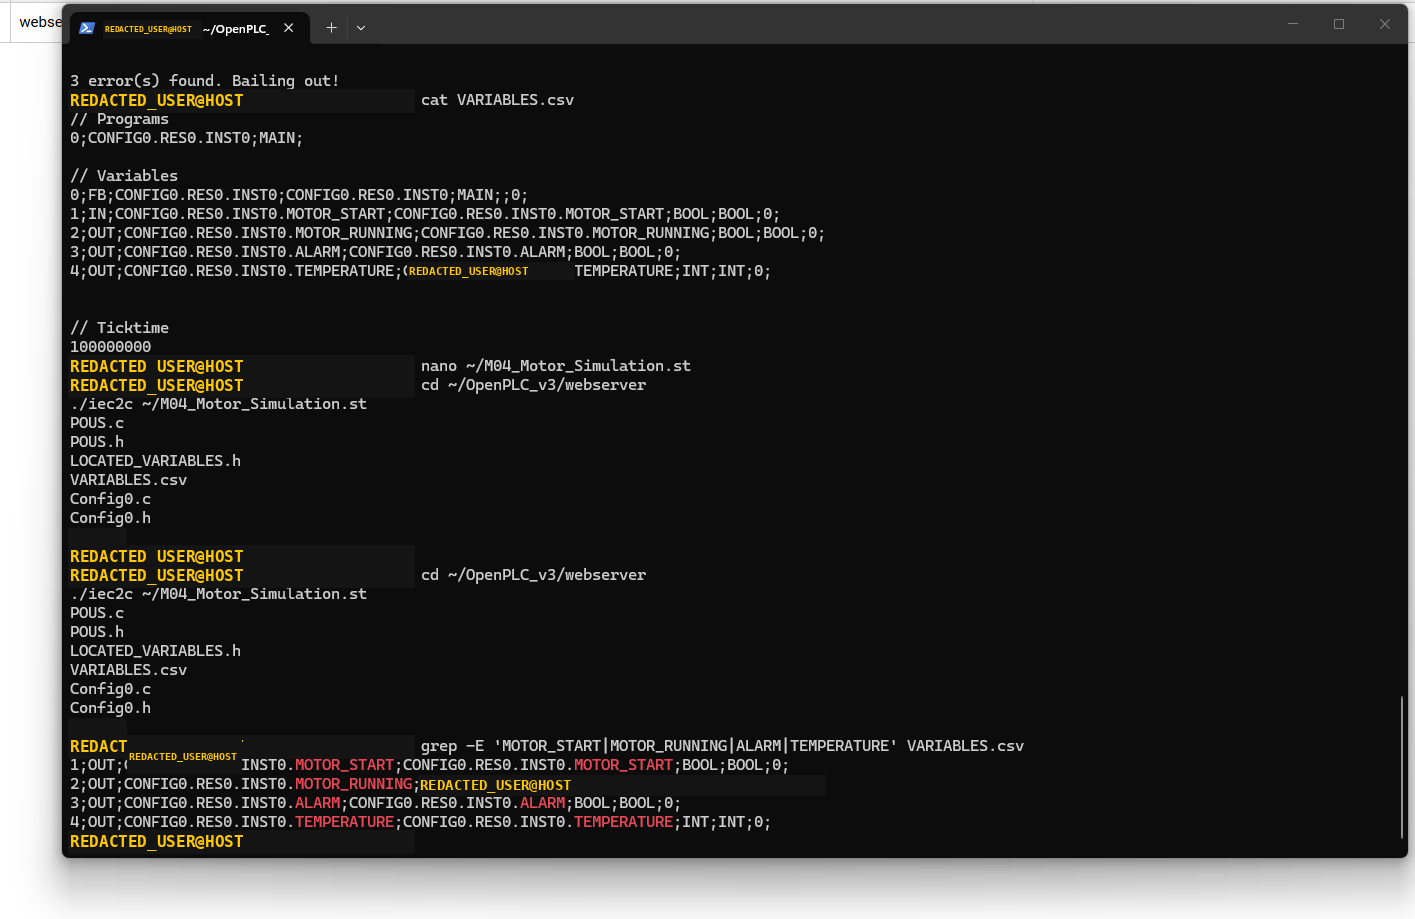 webse
REDACTED_USER@HOST ~/OpenPLC_
3 error(s) found. Bailing out!
REDACTED_USER@HOST cat VARIABLES.csv
// Programs
0;CONFIG0.RES0.INST0;MAIN;
// Variables
0;FB;CONFIG0.RES0.INST0;CONFIG0.RES0.INST0;MAIN;;0;
1;IN;CONFIG0.RES0.INST0.MOTOR_START;CONFIG0.RES0.INST0.MOTOR_START;BOOL;BOOL;0;
2;OUT;CONFIG0.RES0.INST0.MOTOR_RUNNING;CONFIG0.RES0.INST0.MOTOR_RUNNING;BOOL;BOOL;0;
3;OUT;CONFIG0.RES0.INST0.ALARM;CONFIG0.RES0.INST0.ALARM;BOOL;BOOL;0;
4;OUT;CONFIG0.RES0.INST0.TEMPERATURE;REDACTED_USER@HOST TEMPERATURE;INT;INT;0;
// Ticktime
100000000
REDACTED USER@HOST nano ~/M04_Motor_Simulation.st
REDACTED_USER@HOST cd ~/OpenPLC_v3/webserver
./iec2c ~/M04_Motor_Simulation.st
POUS.c
POUS.h
LOCATED_VARIABLES.h
VARIABLES.csv
Config0.c
Config0.h
REDACTED USER@HOST
REDACTED_USER@HOST cd ~/OpenPLC_v3/webserver
./iec2c ~/M04_Motor_Simulation.st
POUS.c
POUS.h
LOCATED_VARIABLES.h
VARIABLES.csv
Config0.c
Config0.h
REDACT grep -E 'MOTOR_START|MOTOR_RUNNING|ALARM|TEMPERATURE' VARIABLES.csv
REDACTED_USER@HOST
1;OUT; INST0.MOTOR_START;CONFIG0.RES0.INST0.MOTOR_START;BOOL;BOOL;0;
2;OUT;CONFIG0.RES0.INST0.MOTOR_RUNNING;REDACTED_USER@HOST
3;OUT;CONFIG0.RES0.INST0.ALARM;CONFIG0.RES0.INST0.ALARM;BOOL;BOOL;0;
4;OUT;CONFIG0.RES0.INST0.TEMPERATURE;CONFIG0.RES0.INST0.TEMPERATURE;INT;INT;0;
REDACTED_USER@HOST